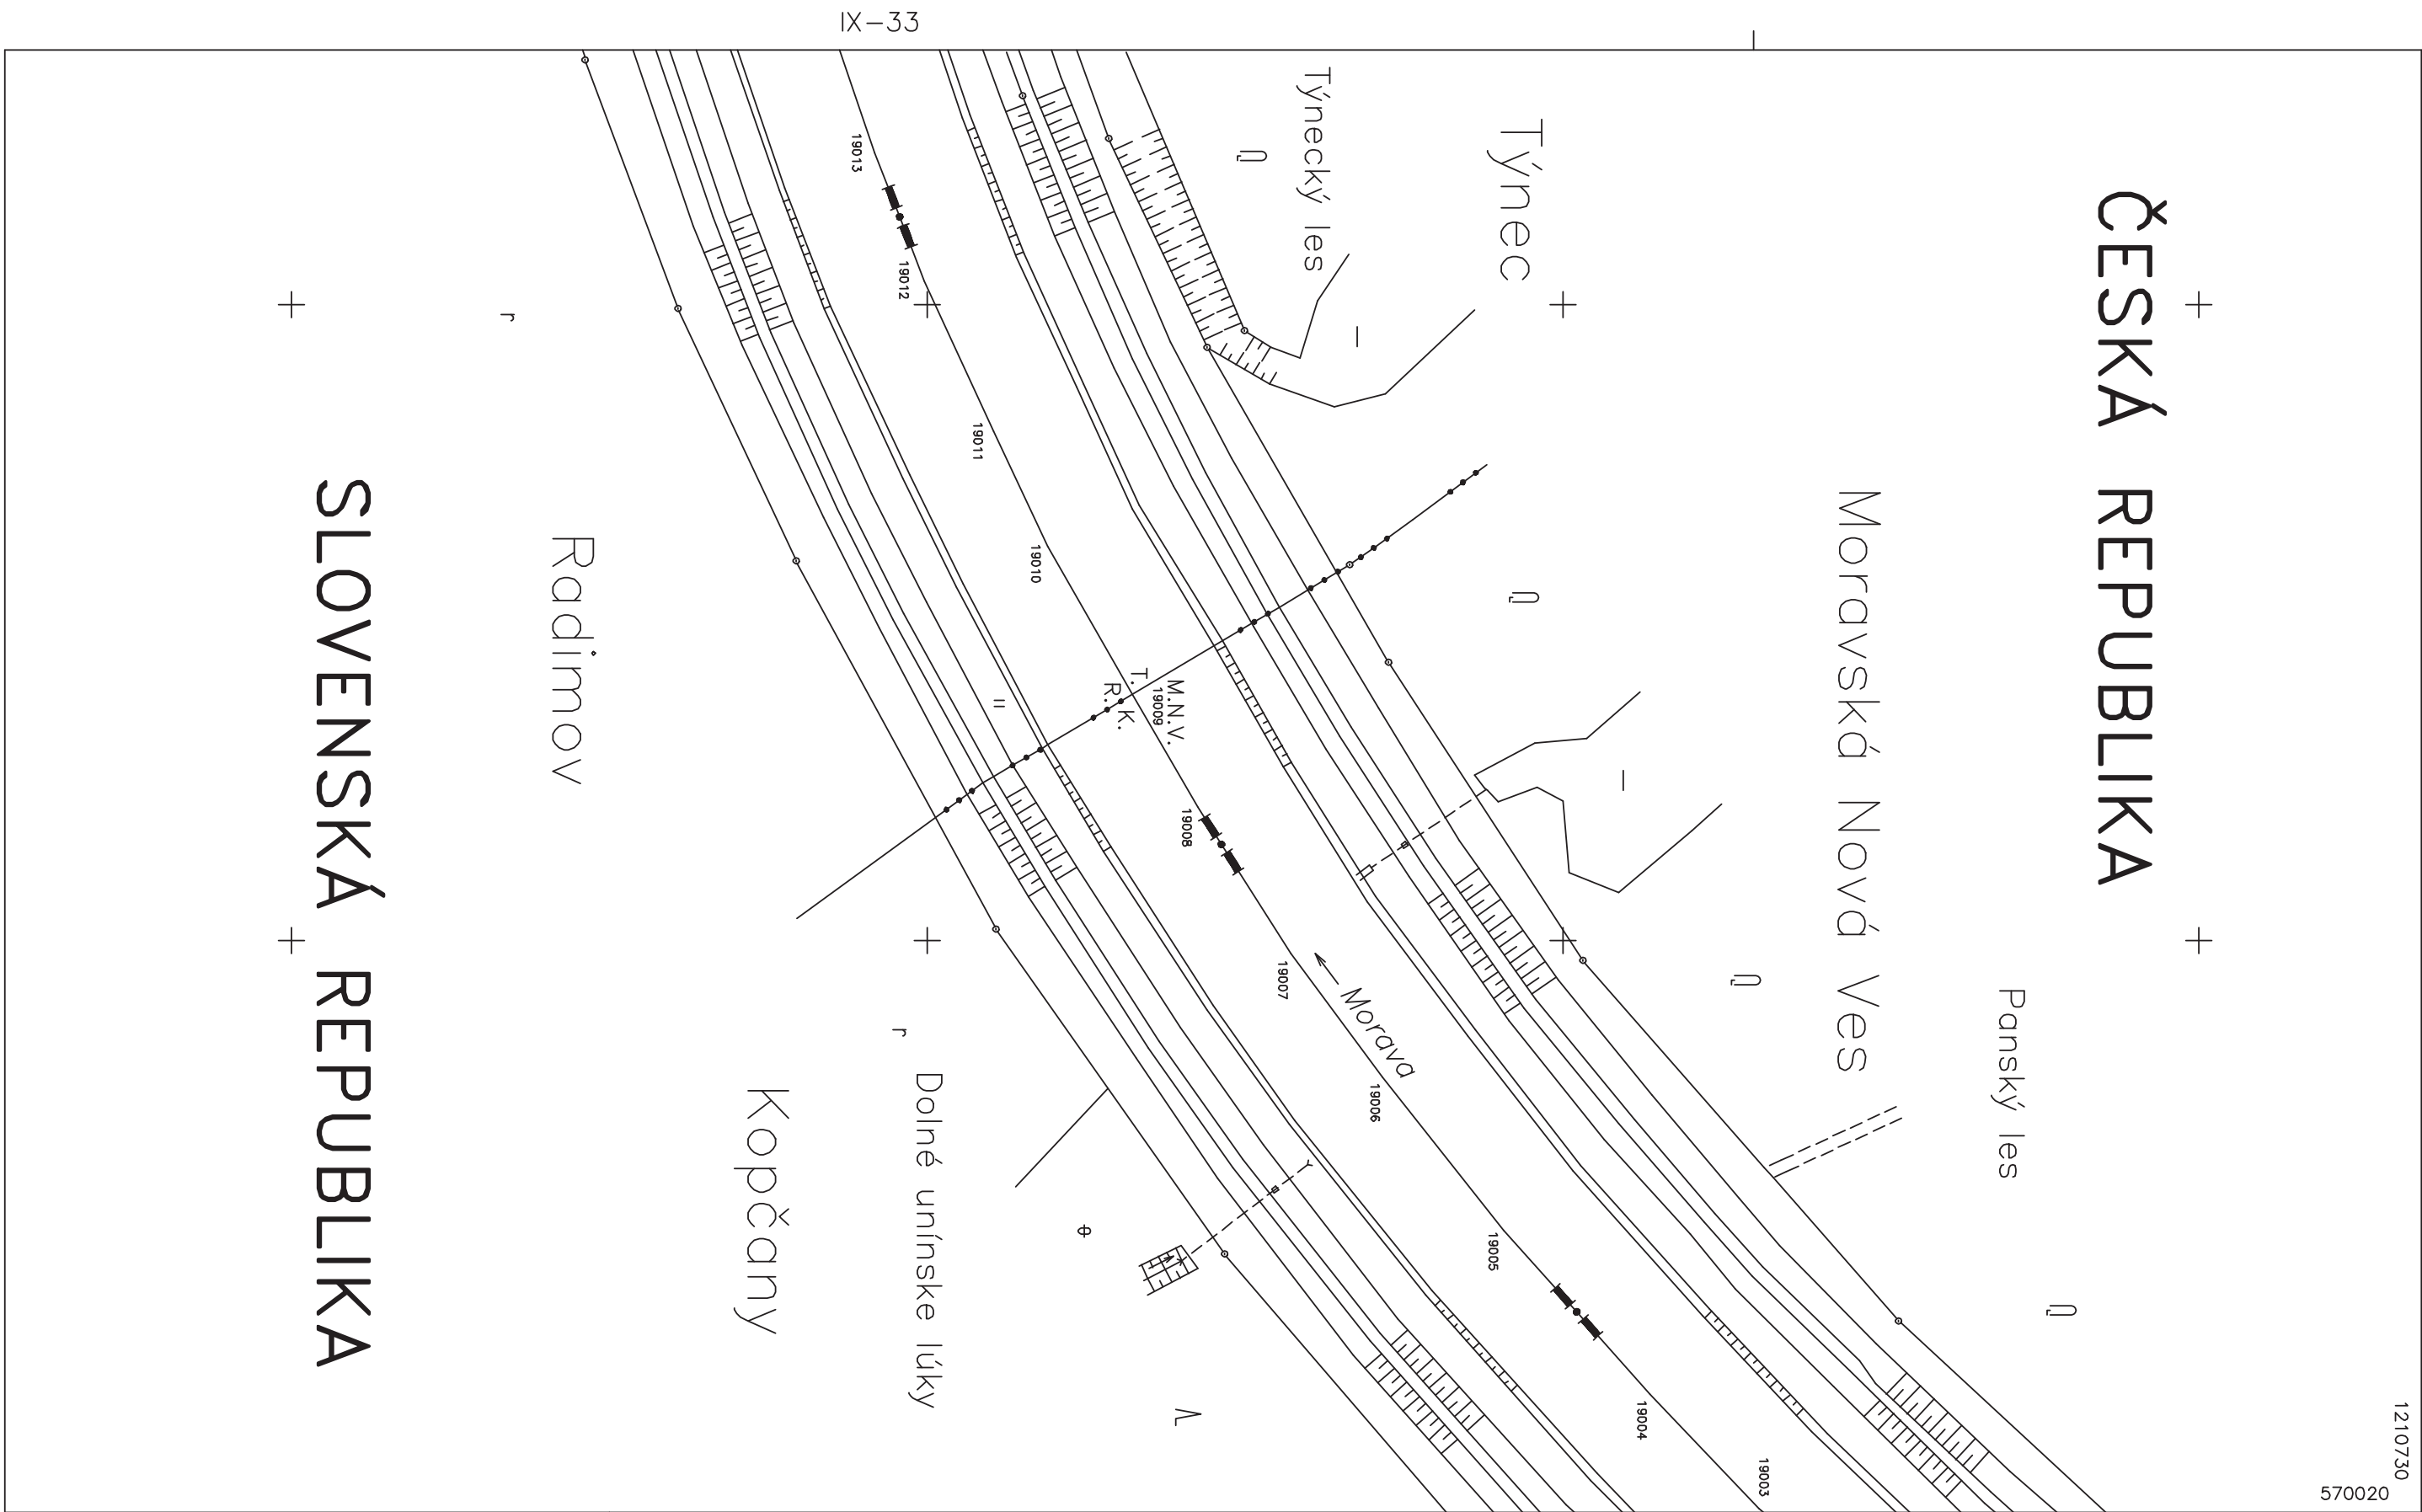 IX-33
ČESKÁ REPUBLIKA
Týnec
Týnecký les
Moravská Nová Ves
Panský les
19013
19012
19011
19010
T. M.N.V.
19009
R. K.
19008
19007
Morava
19006
19005
19004
19003
Radimov
Dolné unínske lúky
Kopčany
SLOVENSKÁ REPUBLIKA
1210730
570020